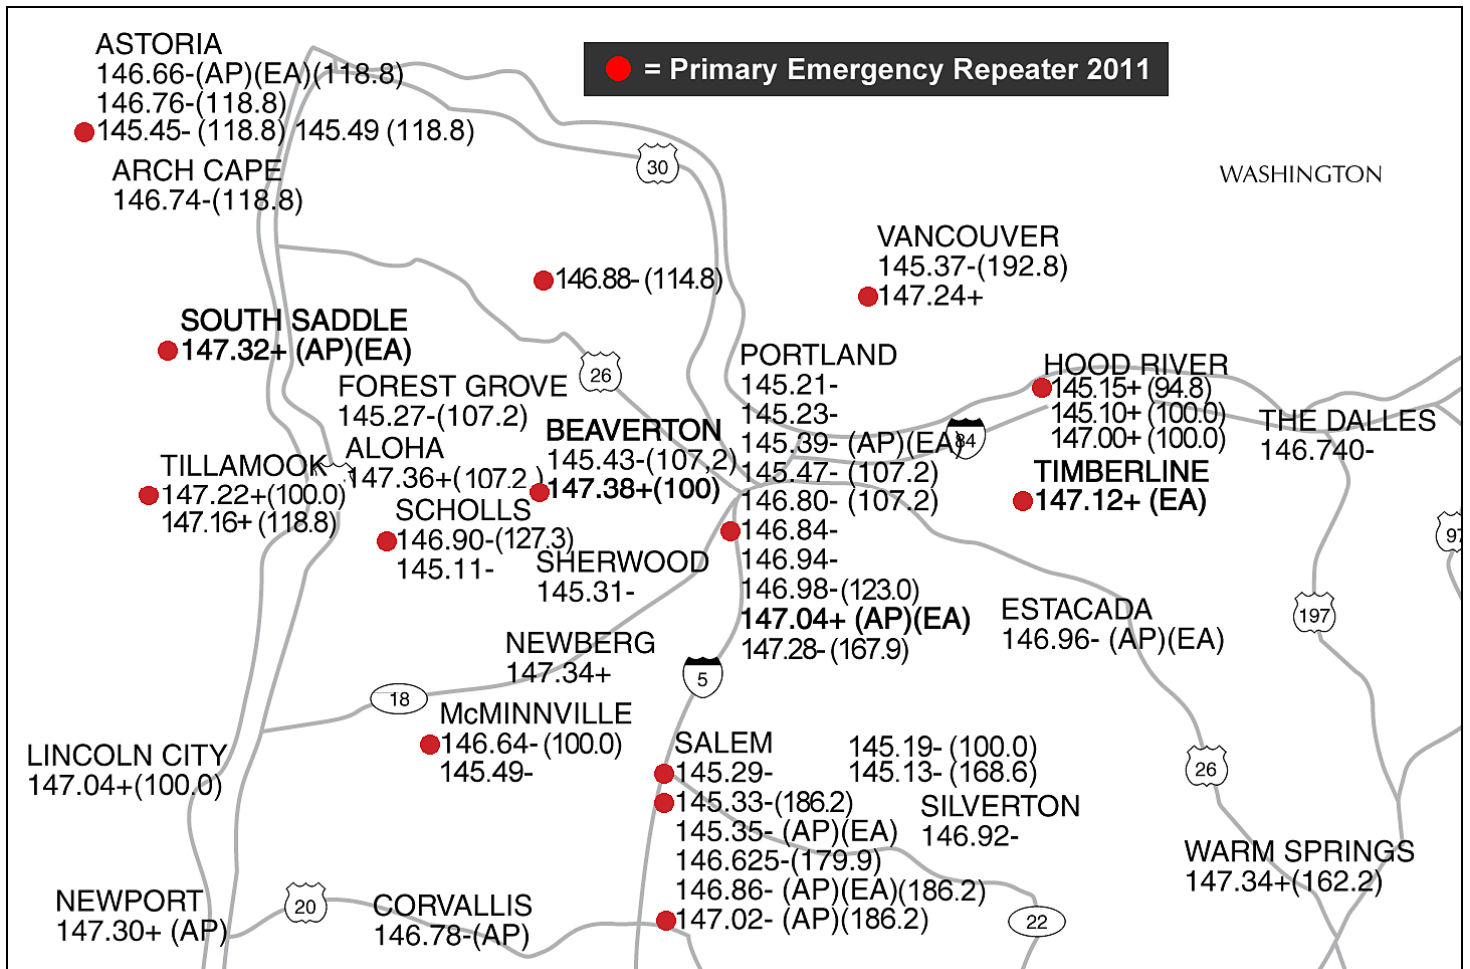 ASTORIA
146.66-(AP)(EA)(118.8)
146.76-(118.8)
145.45- (118.8) 145.49 (118.8)
ARCH CAPE
146.74-(118.8)
= Primary Emergency Repeater 2011
30
WASHINGTON
VANCOUVER
145.37-(192.8)
147.24+
146.88- (114.8)
SOUTH SADDLE
147.32+ (AP)(EA)
26
FOREST GROVE
145.27-(107.2)
ALOHA
147.36+(107.2 )
BEAVERTON
145.43-(107,2)
147.38+(100)
TILLAMOOK
147.22+(100.0)
147.16+ (118.8)
SCHOLLS
146.90-(127.3)
145.11-
SHERWOOD
145.31-
PORTLAND
145.21-
145.23-
145.39- (AP)(EA)
145.47- (107.2)
146.80- (107.2)
146.84-
146.94-
146.98-(123.0)
147.04+ (AP)(EA)
147.28- (167.9)
84
HOOD RIVER
145.15+ (94.8)
145.10+ (100.0)
147.00+ (100.0)
THE DALLES
146.740-
TIMBERLINE
147.12+ (EA)
97
197
ESTACADA
146.96- (AP)(EA)
NEWBERG
147.34+
5
18
McMINNVILLE
146.64- (100.0)
145.49-
LINCOLN CITY
147.04+(100.0)
SALEM
145.29-
145.33-(186.2)
145.35- (AP)(EA)
146.625-(179.9)
146.86- (AP)(EA)(186.2)
147.02- (AP)(186.2)
145.19- (100.0)
145.13- (168.6)
SILVERTON
146.92-
26
WARM SPRINGS
147.34+(162.2)
NEWPORT
147.30+ (AP)
20
CORVALLIS
146.78-(AP)
22